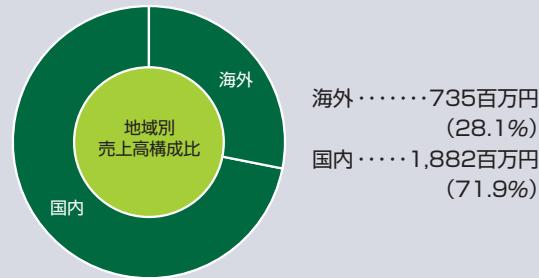 海外
地域別
売上高構成比
国内
海外‥‥‥‥735百万円
(28.1%)
国内‥‥‥1,882百万円
(71.9%)